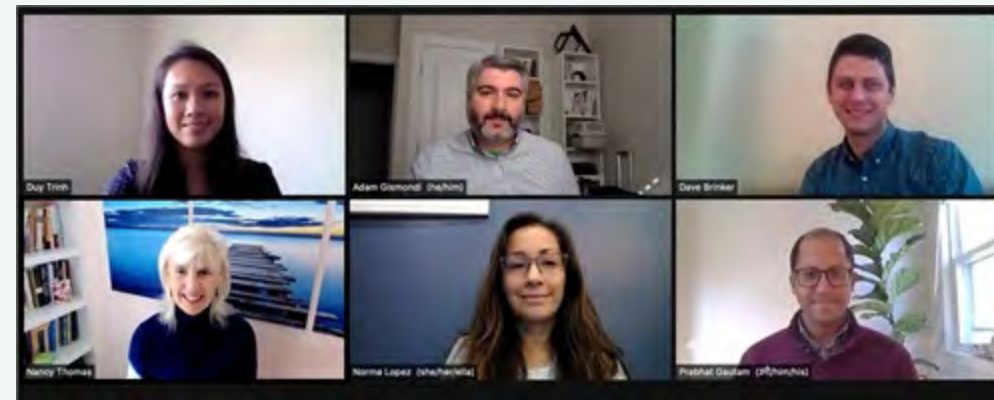 Duy Trinh
Adam Gismondi (he/him)
Dave Brinker
Nancy Thomas
Norma Lopez (she/her/ella)
Prabhat Gautam